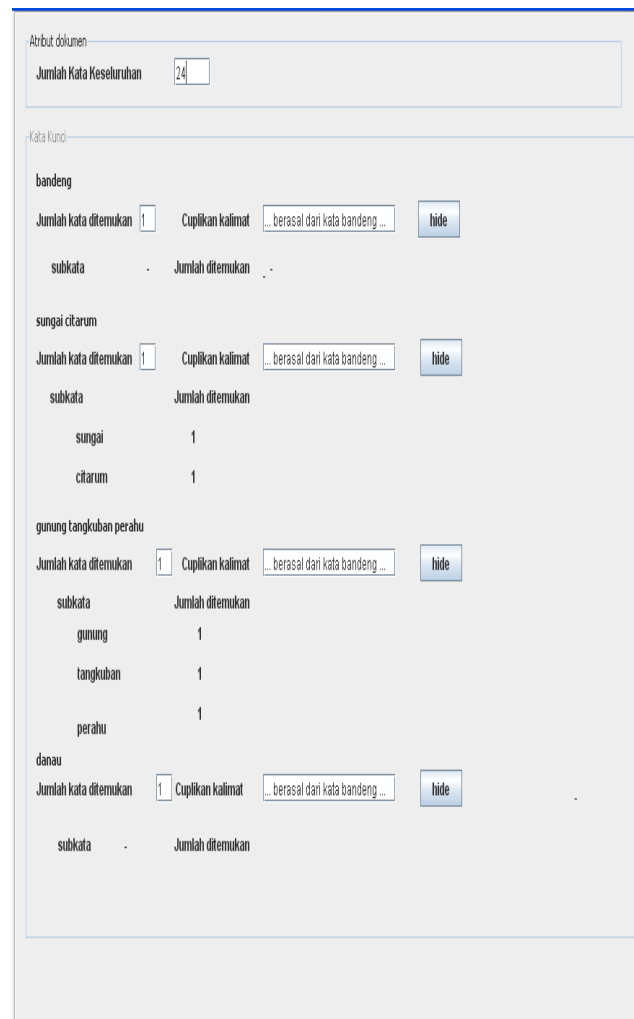 Atribut dokumen
Jumlah Kata Keseluruhan 24
Kata Kunci
bandeng
Jumlah kata ditemukan 1 Cuplikan kalimat ... berasal dari kata bandeng ... hide
subkata - Jumlah ditemukan - -
sungai citarum
Jumlah kata ditemukan 1 Cuplikan kalimat ... berasal dari kata bandeng ... hide
subkata Jumlah ditemukan
sungai 1
citarum 1
gunung tangkuban perahu
Jumlah kata ditemukan 1 Cuplikan kalimat ... berasal dari kata bandeng ... hide
subkata Jumlah ditemukan
gunung 1
tangkuban 1
perahu 1
danau
Jumlah kata ditemukan 1 Cuplikan kalimat ... berasal dari kata bandeng ... hide -
subkata - Jumlah ditemukan